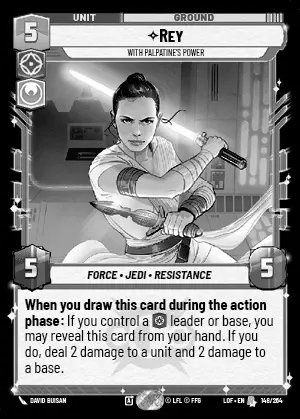 UNIT
GROUND
5
REY
WITH PALPATINE'S POWER
5
5
FORCE • JEDI • RESISTANCE
When you draw this card during the action
phase: If you control a leader or base, you
may reveal this card from your hand. If you
do, deal 2 damage to a unit and 2 damage to
a base.
DAVID BUISAN
A
© LFL © FFG
LOF • EN
148/264